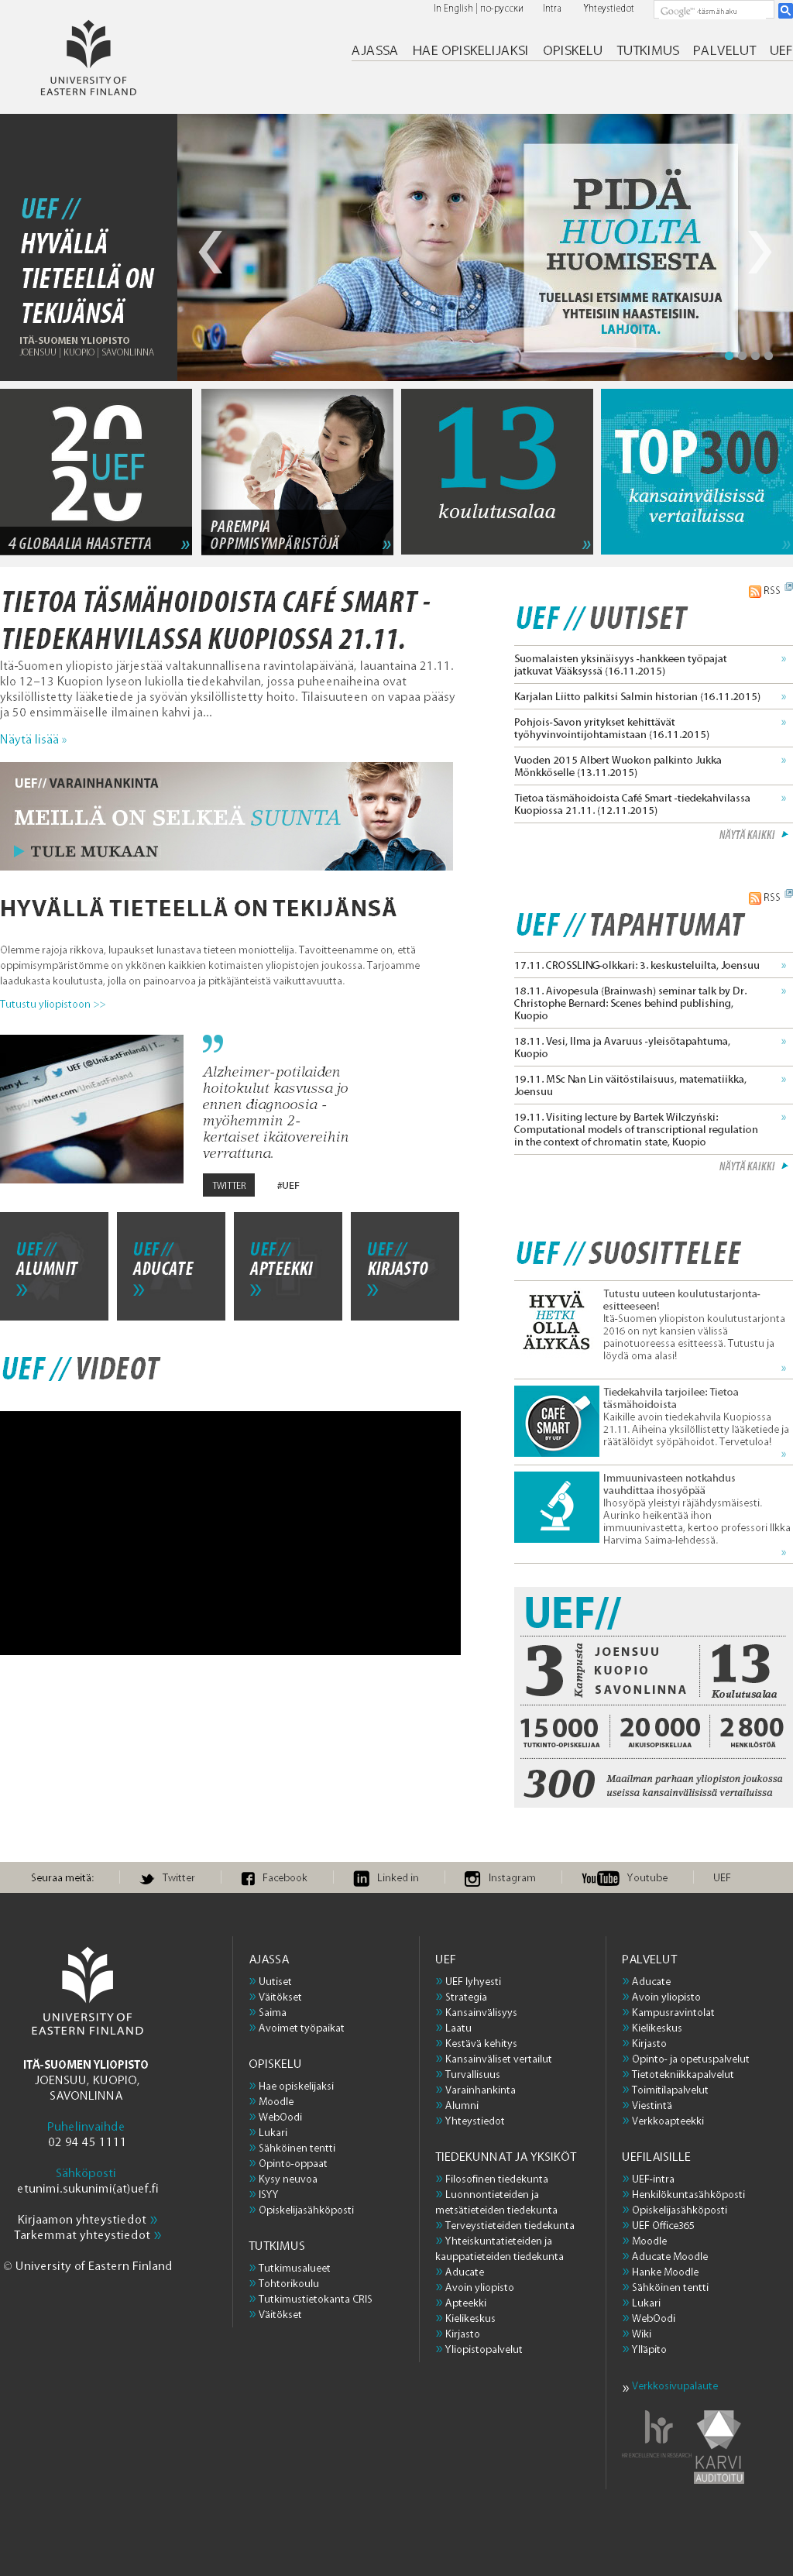 In English | по-русски
Intra
Yhteystiedot
Google™ -täsmähaku
UNIVERSITY OF
EASTERN FINLAND
AJASSA HAE OPISKELIJAKSI OPISKELU TUTKIMUS PALVELUT UEF
UEF //
HYVÄLLÄ
TIETEELLÄ ON
TEKIJÄNSÄ
ITÄ-SUOMEN YLIOPISTO
JOENSUU | KUOPIO | SAVONLINNA
PIDÄ
HUOLTA
HUOMISESTA
TUELLASI ETSIMME RATKAISUJA
YHTEISIIN HAASTEISIIN.
LAHJOITA.
20
UEF
20
4 GLOBAALIA HAASTETTA »
PAREMPIA
OPPIMISYMPÄRISTÖJÄ »
13
koulutusalaa
»
TOP300
kansainvälisissä
vertailuissa
»
TIETOA TÄSMÄHOIDOISTA CAFÉ SMART -
TIEDEKAHVILASSA KUOPIOSSA 21.11.
Itä-Suomen yliopisto järjestää valtakunnallisena ravintolapäivänä, lauantaina 21.11.
klo 12–13 Kuopion lyseon lukiolla tiedekahvilan, jossa puheenaiheina ovat
yksilöllistetty lääketiede ja syövän yksilöllistetty hoito. Tilaisuuteen on vapaa pääsy
ja 50 ensimmäiselle ilmainen kahvi ja...
Näytä lisää »
UEF// VARAINHANKINTA
MEILLÄ ON SELKEÄ SUUNTA
TULE MUKAAN
HYVÄLLÄ TIETEELLÄ ON TEKIJÄNSÄ
Olemme rajoja rikkova, lupaukset lunastava tieteen moniottelija. Tavoitteenamme on, että
oppimisympäristömme on ykkönen kaikkien kotimaisten yliopistojen joukossa. Tarjoamme
laadukasta koulutusta, jolla on painoarvoa ja pitkäjänteistä vaikuttavuutta.
Tutustu yliopistoon >>
UEF (@UniEastFinland) | T...
https://twitter.com/UniEastFinland
”
Alzheimer-potilaiden
hoitokulut kasvussa jo
ennen diagnoosia -
myöhemmin 2-
kertaiset ikätovereihin
verrattuna.
TWITTER
#UEF
UEF //
ALUMNIT
»
UEF //
ADUCATE
»
UEF //
APTEEKKI
»
UEF //
KIRJASTO
»
UEF // VIDEOT
RSS
UEF // UUTISET
Suomalaisten yksinäisyys -hankkeen työpajat »
jatkuvat Vääksyssä (16.11.2015)
Karjalan Liitto palkitsi Salmin historian (16.11.2015) »
Pohjois-Savon yritykset kehittävät »
työhyvinvointijohtamistaan (16.11.2015)
Vuoden 2015 Albert Wuokon palkinto Jukka »
Mönkköselle (13.11.2015)
Tietoa täsmähoidoista Café Smart -tiedekahvilassa »
Kuopiossa 21.11. (12.11.2015)
NÄYTÄ KAIKKI
RSS
UEF // TAPAHTUMAT
17.11. CROSSLING-olkkari: 3. keskusteluilta, Joensuu »
18.11. Aivopesula (Brainwash) seminar talk by Dr. »
Christophe Bernard: Scenes behind publishing,
Kuopio
18.11. Vesi, Ilma ja Avaruus -yleisötapahtuma, »
Kuopio
19.11. MSc Nan Lin väitöstilaisuus, matematiikka, »
Joensuu
19.11. Visiting lecture by Bartek Wilczyński: »
Computational models of transcriptional regulation
in the context of chromatin state, Kuopio
NÄYTÄ KAIKKI
UEF // SUOSITTELEE
HYVÄ
HETKI
OLLA
ÄLYKÄS
Tutustu uuteen koulutustarjonta-
esitteeseen!
Itä-Suomen yliopiston koulutustarjonta
2016 on nyt kansien välissä
painotuoreessa esitteessä. Tutustu ja
löydä oma alasi!
»
CAFÉ
SMART
BY UEF
Tiedekahvila tarjoilee: Tietoa
täsmähoidoista
Kaikille avoin tiedekahvila Kuopiossa
21.11. Aiheina yksilöllistetty lääketiede ja
räätälöidyt syöpähoidot. Tervetuloa!
»
Immuunivasteen notkahdus
vauhdittaa ihosyöpää
Ihosyöpä yleistyi räjähdysmäisesti.
Aurinko heikentää ihon
immuunivastetta, kertoo professori Ilkka
Harvima Saima-lehdessä.
»
UEF//
3 Kampusta
JOENSUU
KUOPIO
SAVONLINNA
13
Koulutusalaa
15 000
TUTKINTO-OPISKELIJAA
20 000
AIKUISOPISKELIJAA
2 800
HENKILÖSTÖÄ
300
Maailman parhaan yliopiston joukossa
useissa kansainvälisissä vertailuissa
Seuraa meitä: Twitter Facebook Linked in Instagram YouTube Youtube UEF
UNIVERSITY OF
EASTERN FINLAND
ITÄ-SUOMEN YLIOPISTO
JOENSUU, KUOPIO,
SAVONLINNA
Puhelinvaihde
02 94 45 1111
Sähköposti
etunimi.sukunimi(at)uef.fi
Kirjaamon yhteystiedot »
Tarkemmat yhteystiedot »
© University of Eastern Finland
AJASSA
» Uutiset
» Väitökset
» Saima
» Avoimet työpaikat
OPISKELU
» Hae opiskelijaksi
» Moodle
» WebOodi
» Lukari
» Sähköinen tentti
» Opinto-oppaat
» Kysy neuvoa
» ISYY
» Opiskelijasähköposti
TUTKIMUS
» Tutkimusalueet
» Tohtorikoulu
» Tutkimustietokanta CRIS
» Väitökset
UEF
» UEF lyhyesti
» Strategia
» Kansainvälisyys
» Laatu
» Kestävä kehitys
» Kansainväliset vertailut
» Turvallisuus
» Varainhankinta
» Alumni
» Yhteystiedot
TIEDEKUNNAT JA YKSIKÖT
» Filosofinen tiedekunta
» Luonnontieteiden ja
metsätieteiden tiedekunta
» Terveystieteiden tiedekunta
» Yhteiskuntatieteiden ja
kauppatieteiden tiedekunta
» Aducate
» Avoin yliopisto
» Apteekki
» Kielikeskus
» Kirjasto
» Yliopistopalvelut
PALVELUT
» Aducate
» Avoin yliopisto
» Kampusravintolat
» Kielikeskus
» Kirjasto
» Opinto- ja opetuspalvelut
» Tietotekniikkapalvelut
» Toimitilapalvelut
» Viestintä
» Verkkoapteekki
UEFILAISILLE
» UEF-intra
» Henkilökuntasähköposti
» Opiskelijasähköposti
» UEF Office365
» Moodle
» Aducate Moodle
» Hanke Moodle
» Sähköinen tentti
» Lukari
» WebOodi
» Wiki
» Ylläpito
» Verkkosivupalaute
HR EXCELLENCE IN RESEARCH
KARVI
AUDITOITU